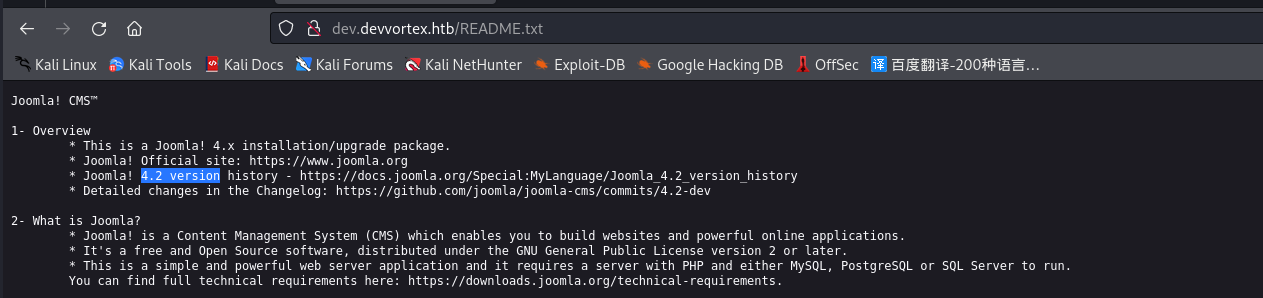 dev.devvortex.htb/README.txt
Kali Linux Kali Tools Kali Docs Kali Forums Kali NetHunter Exploit-DB Google Hacking DB OffSec 译 百度翻译-200种语言…
Joomla! CMS™
1- Overview
* This is a Joomla! 4.x installation/upgrade package.
* Joomla! Official site: https://www.joomla.org
* Joomla! 4.2 version history - https://docs.joomla.org/Special:MyLanguage/Joomla_4.2_version_history
* Detailed changes in the Changelog: https://github.com/joomla/joomla-cms/commits/4.2-dev
2- What is Joomla?
* Joomla! is a Content Management System (CMS) which enables you to build websites and powerful online applications.
* It's a free and Open Source software, distributed under the GNU General Public License version 2 or later.
* This is a simple and powerful web server application and it requires a server with PHP and either MySQL, PostgreSQL or SQL Server to run.
You can find full technical requirements here: https://downloads.joomla.org/technical-requirements.